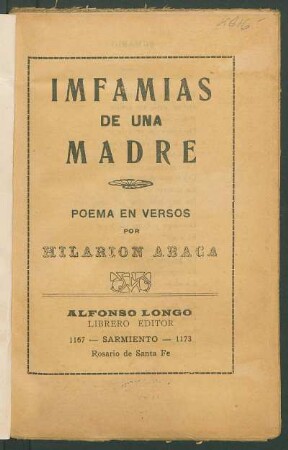 IMFAMIAS
DE UNA
MADRE
POEMA EN VERSOS
POR
HILARION ABACA
ALFONSO LONGO
LIBRERO EDITOR
1167 — SARMIENTO — 1173
Rosario de Santa Fe